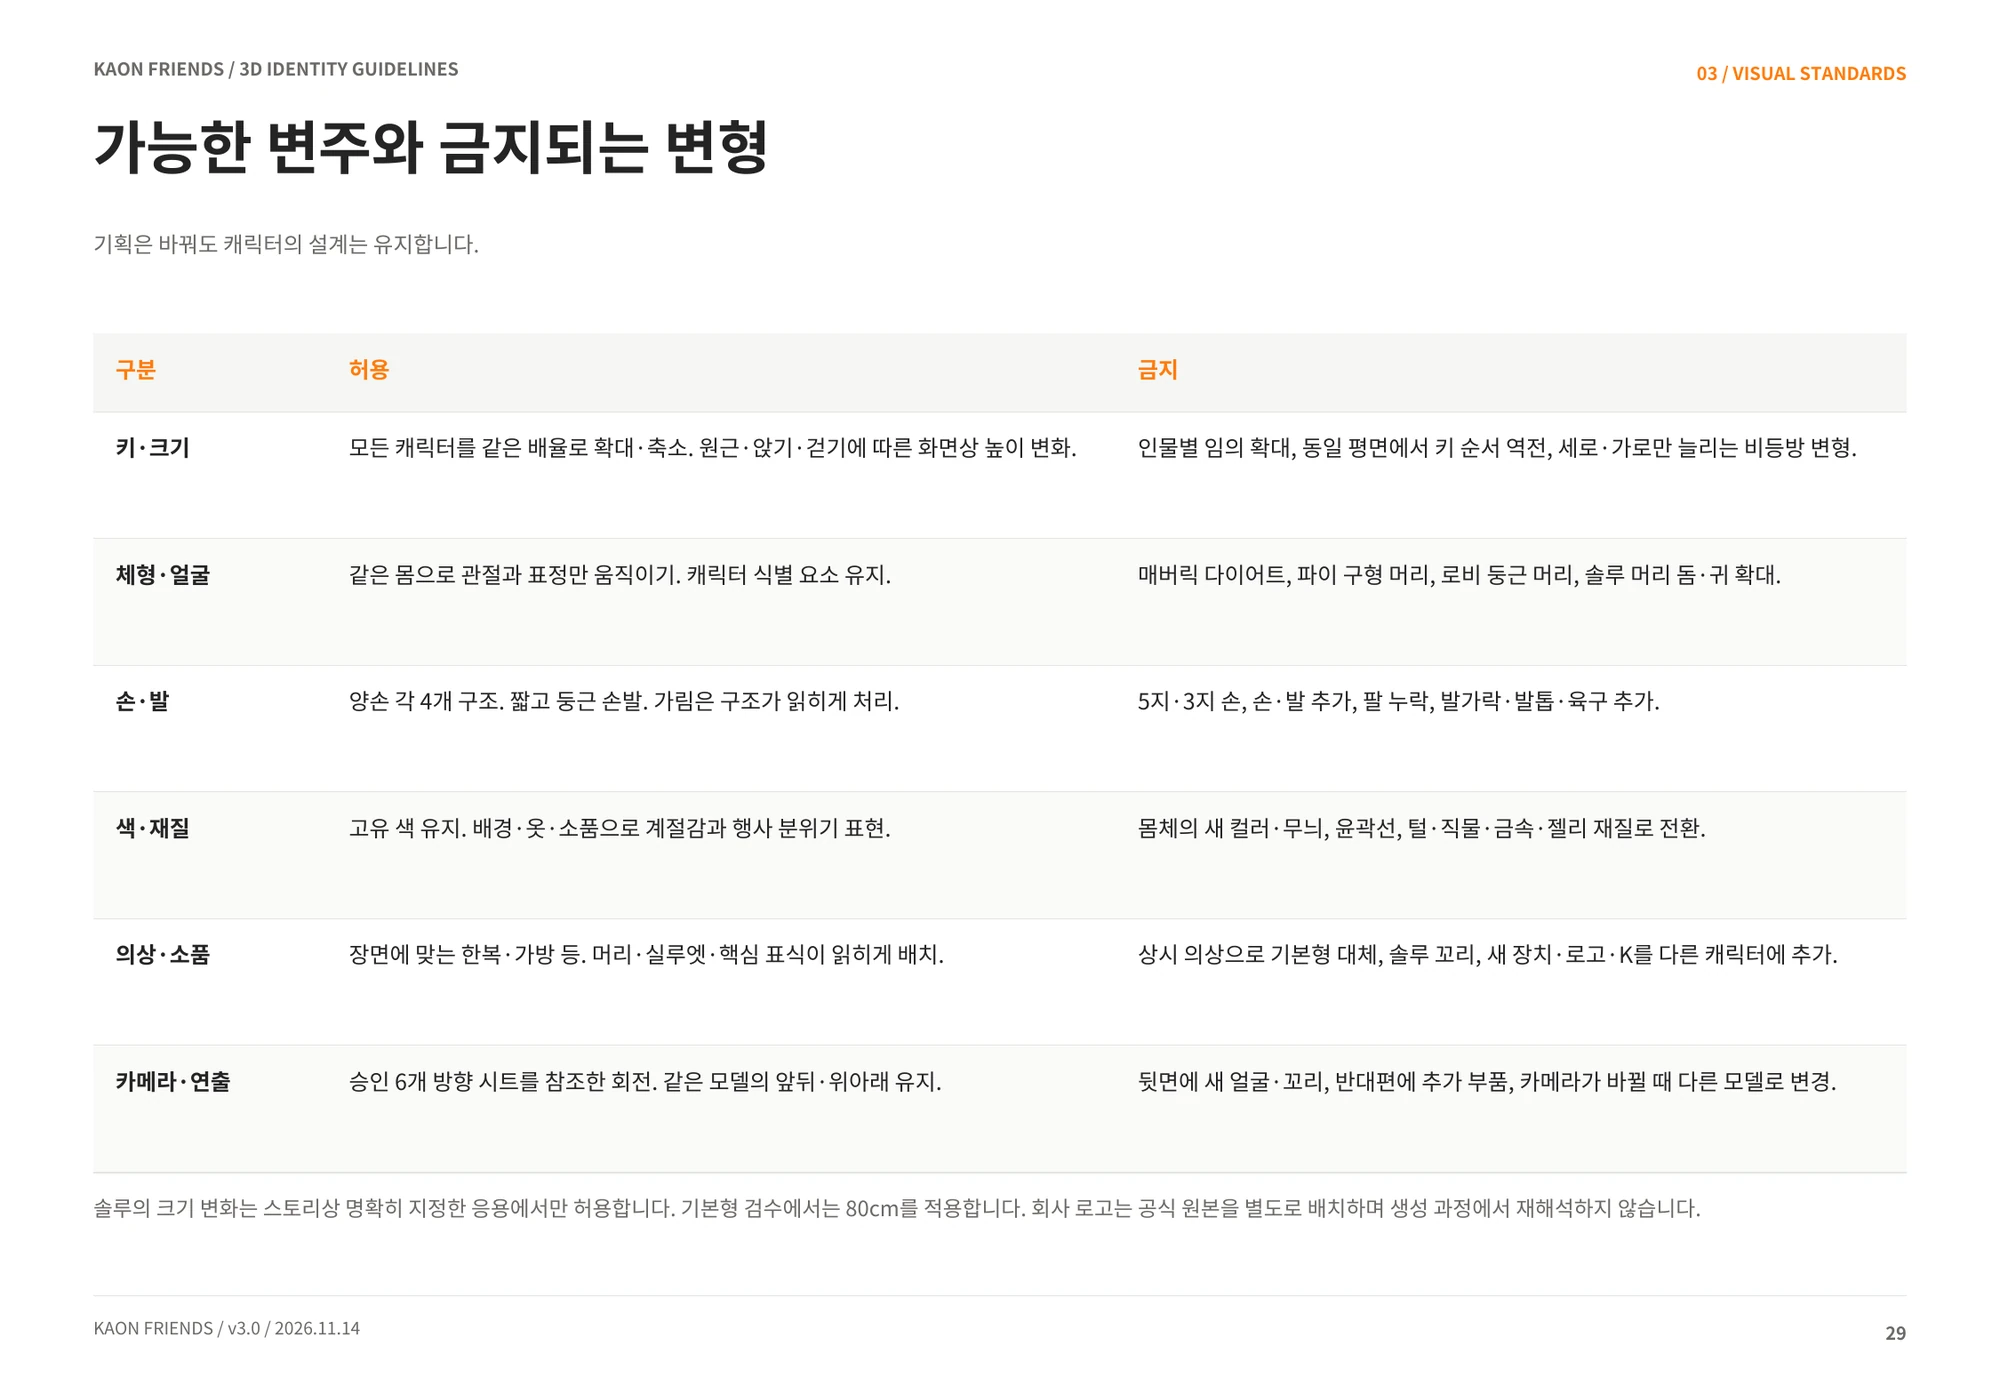 KAON FRIENDS / 3D IDENTITY GUIDELINES
03 / VISUAL STANDARDS
가능한 변주와 금지되는 변형
기획은 바꿔도 캐릭터의 설계는 유지합니다.
구분 허용 금지
키·크기 모든 캐릭터를 같은 배율로 확대·축소. 원근·앉기·걷기에 따른 화면상 높이 변화. 인물별 임의 확대, 동일 평면에서 키 순서 역전, 세로·가로만 늘리는 비등방 변형.
체형·얼굴 같은 몸으로 관절과 표정만 움직이기. 캐릭터 식별 요소 유지. 매버릭 다이어트, 파이 구형 머리, 로비 둥근 머리, 솔루 머리 돔·귀 확대.
손·발 양손 각 4개 구조. 짧고 둥근 손발. 가림은 구조가 읽히게 처리. 5지·3지 손, 손·발 추가, 팔 누락, 발가락·발톱·육구 추가.
색·재질 고유 색 유지. 배경·옷·소품으로 계절감과 행사 분위기 표현. 몸체의 새 컬러·무늬, 윤곽선, 털·직물·금속·젤리 재질로 전환.
의상·소품 장면에 맞는 한복·가방 등. 머리·실루엣·핵심 표식이 읽히게 배치. 상시 의상으로 기본형 대체, 솔루 꼬리, 새 장치·로고·K를 다른 캐릭터에 추가.
카메라·연출 승인 6개 방향 시트를 참조한 회전. 같은 모델의 앞뒤·위아래 유지. 뒷면에 새 얼굴·꼬리, 반대편에 추가 부품, 카메라가 바뀔 때 다른 모델로 변경.
솔루의 크기 변화는 스토리상 명확히 지정한 응용에서만 허용합니다. 기본형 검수에서는 80cm를 적용합니다. 회사 로고는 공식 원본을 별도로 배치하며 생성 과정에서 재해석하지 않습니다.
KAON FRIENDS / v3.0 / 2026.11.14
29